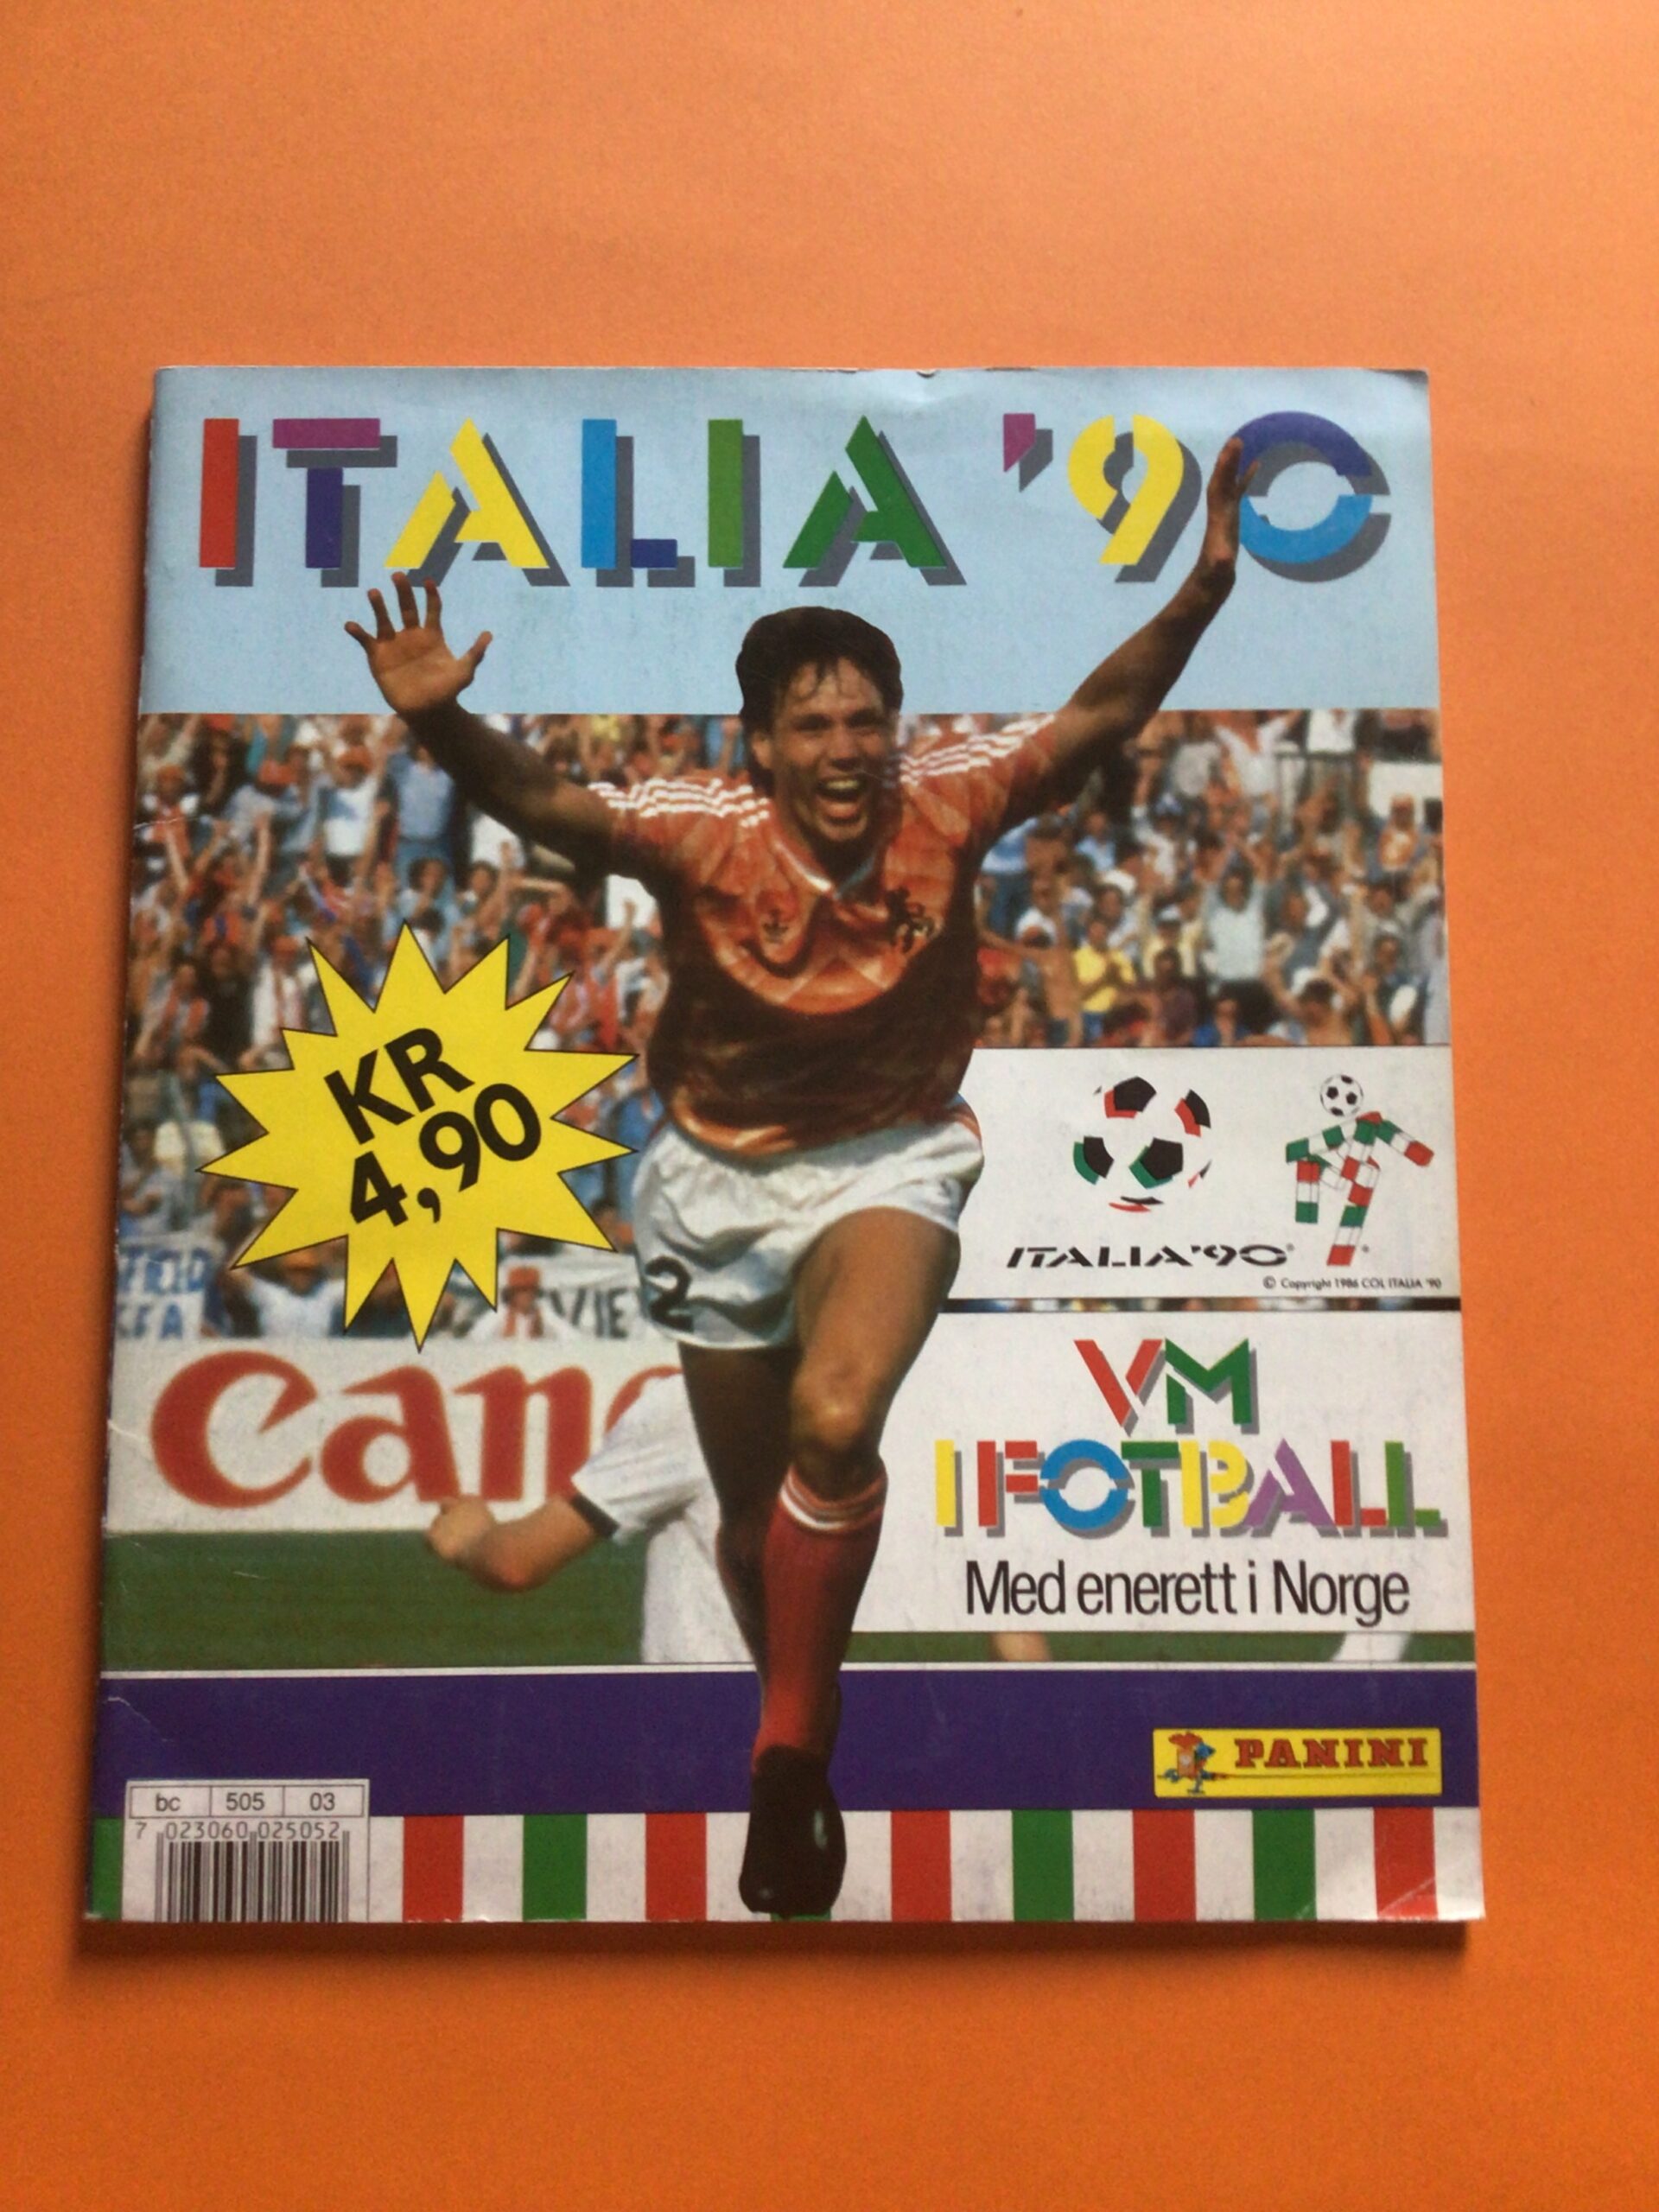 ITALIA '90
KR
4,90
ITALIA'90
© Copyright 1986 COL ITALIA '90
2
Can
VM
I FOTBALL
Med enerett i Norge
PANINI
bc 505 03
7 023060 025052